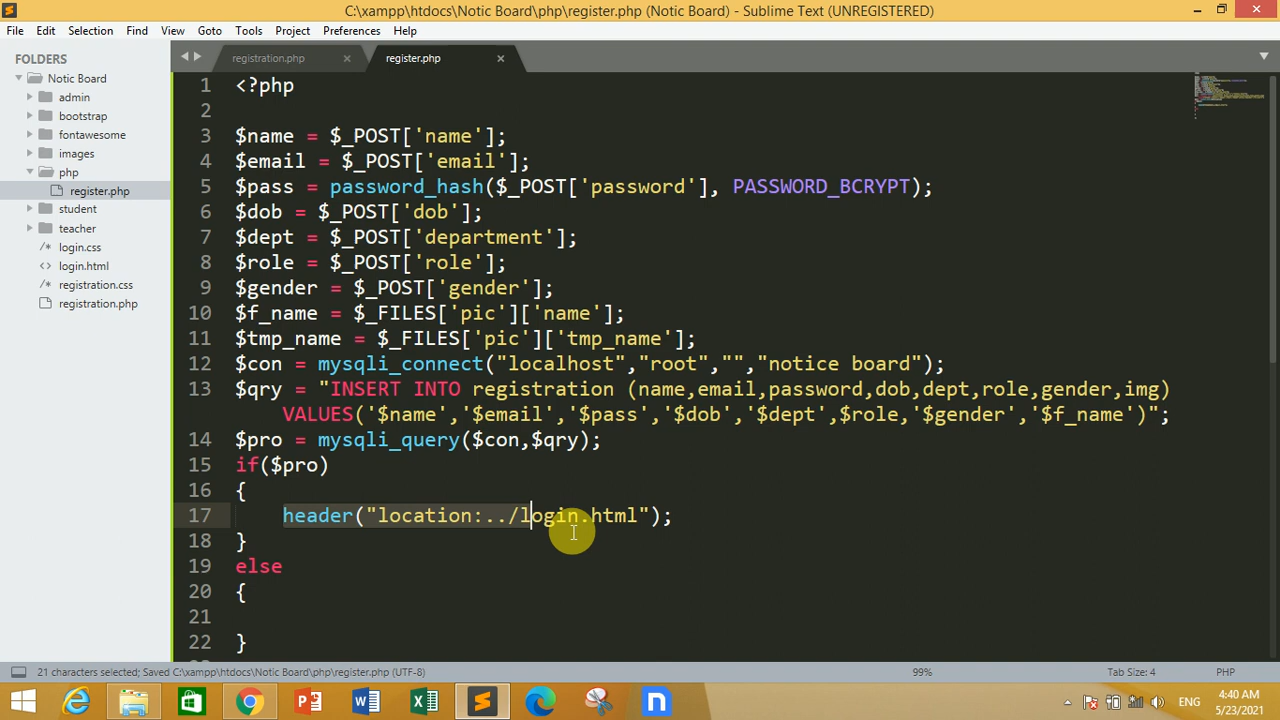 C:\xampp\htdocs\Notic Board\php\register.php (Notic Board) - Sublime Text (UNREGISTERED)
File Edit Selection Find View Goto Tools Project Preferences Help
FOLDERS
Notic Board
admin
bootstrap
fontawesome
images
php
register.php
student
teacher
/* login.css
<> login.html
/* registration.css
registration.php
registration.php × register.php ×
1 <?php
2
3 $name = $_POST['name'];
4 $email = $_POST['email'];
5 $pass = password_hash($_POST['password'], PASSWORD_BCRYPT);
6 $dob = $_POST['dob'];
7 $dept = $_POST['department'];
8 $role = $_POST['role'];
9 $gender = $_POST['gender'];
10 $f_name = $_FILES['pic']['name'];
11 $tmp_name = $_FILES['pic']['tmp_name'];
12 $con = mysqli_connect("localhost","root","","notice board");
13 $qry = "INSERT INTO registration (name,email,password,dob,dept,role,gender,img)
VALUES('$name','$email','$pass','$dob','$dept',$role,'$gender','$f_name')";
14 $pro = mysqli_query($con,$qry);
15 if($pro)
16 {
17 header("location:../login.html");
18 }
19 else
20 {
21
22 }
21 characters selected; Saved C:\xampp\htdocs\Notic Board\php\register.php (UTF-8) 99% Tab Size: 4 PHP
ENG
4:40 AM
5/23/2021